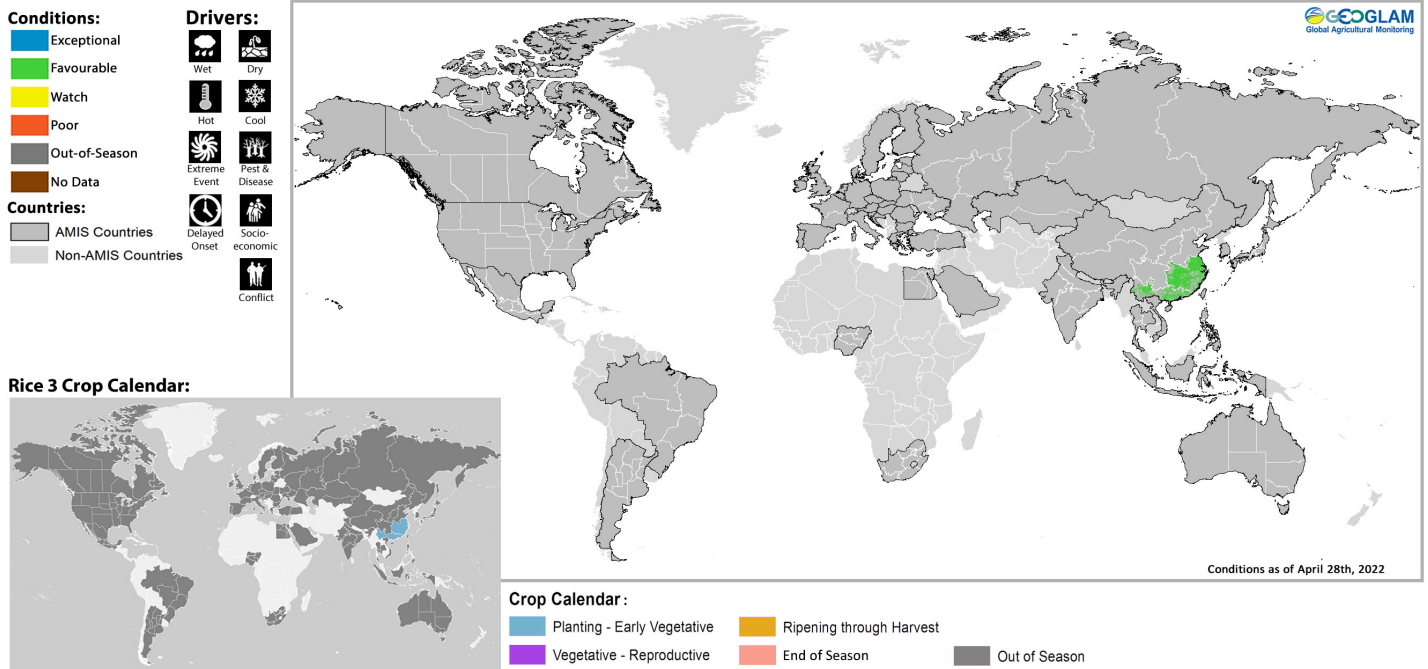 Conditions:
Exceptional
Favourable
Watch
Poor
Out-of-Season
No Data
Countries:
AMIS Countries
Non-AMIS Countries
Drivers:
Wet
Dry
Hot
Cool
Extreme
Event
Pest &
Disease
Delayed
Onset
Socio-
economic
Conflict
GEOGLAM
Global Agricultural Monitoring
Conditions as of April 28th, 2022
Rice 3 Crop Calendar:
Crop Calendar :
Planting - Early Vegetative
Vegetative - Reproductive
Ripening through Harvest
End of Season
Out of Season